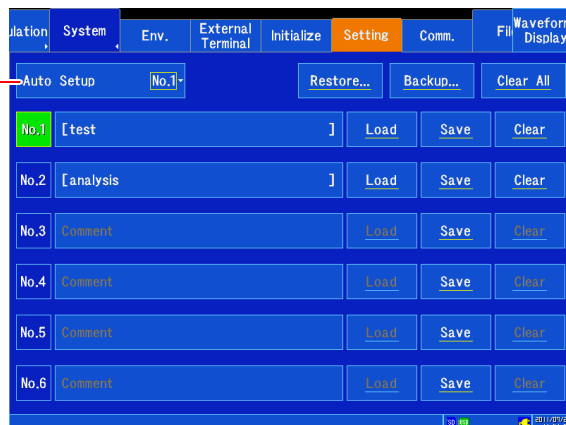 ulation System Env. External Terminal Initialize Setting Comm. Fil Waveform Display
Auto Setup No.1 Restore... Backup... Clear All
No.1 [test ] Load Save Clear
No.2 [analysis ] Load Save Clear
No.3 Comment Load Save Clear
No.4 Comment Load Save Clear
No.5 Comment Load Save Clear
No.6 Comment Load Save Clear
SD